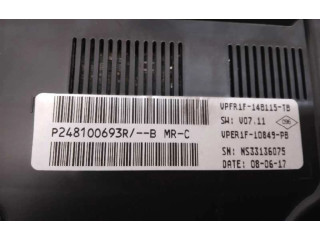 VPFR1F-14B115-TB
P248100693R/--B MR-C
SW: V07.11
VPER1F-10849-PB
SN: NS33136075
DATE: 08-06-17